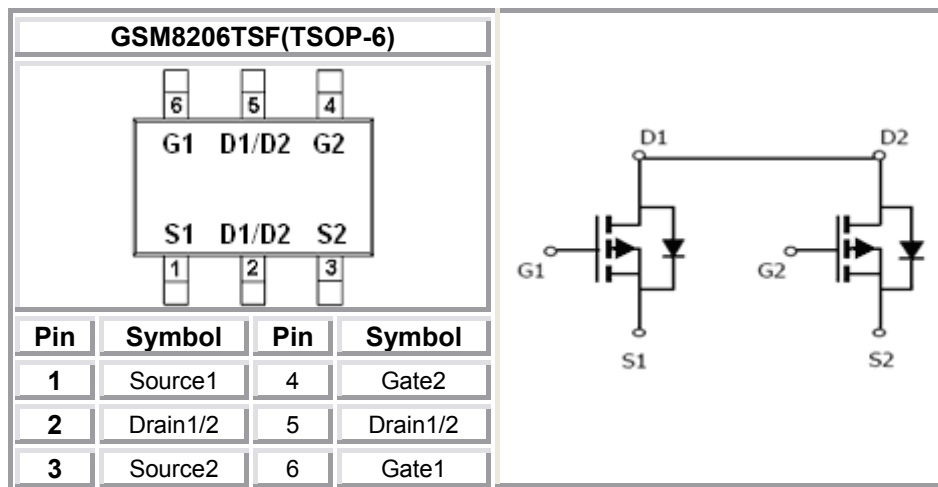 GSM8206TSF(TSOP-6)
6 5 4
G1 D1/D2 G2
S1 D1/D2 S2
1 2 3
Pin Symbol Pin Symbol
1 Source1 4 Gate2
2 Drain1/2 5 Drain1/2
3 Source2 6 Gate1
D1 D2
G1 G2
S1 S2